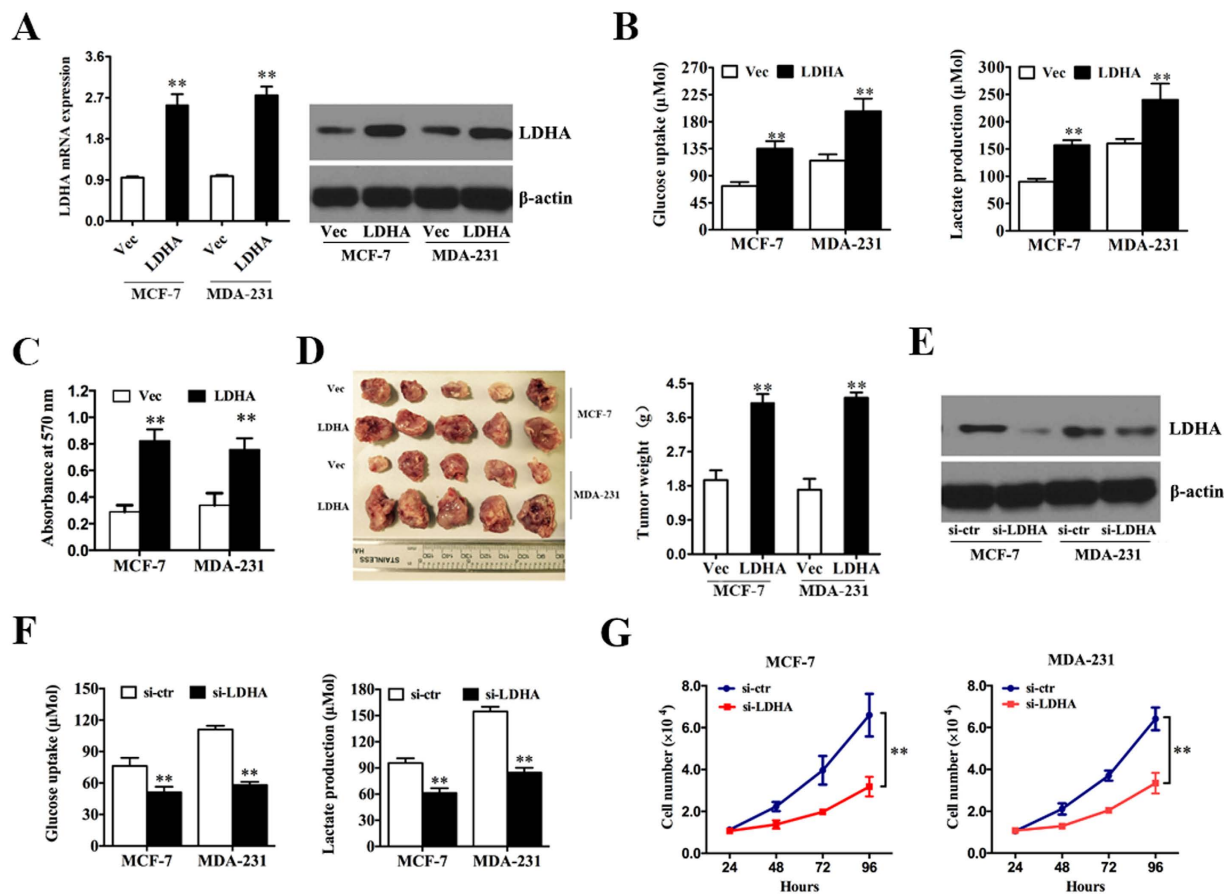 A
LDHA mRNA expression
3.6
2.7
1.8
0.9
0.0
**
**
Vec
LDHA
Vec
LDHA
MCF-7
MDA-231
LDHA
β-actin
Vec LDHA Vec LDHA
MCF-7 MDA-231
B
Vec LDHA
Glucose uptake (µMol)
270
225
180
135
90
45
0
**
**
MCF-7 MDA-231
Vec LDHA
Lactate production (µMol)
300
250
200
150
100
50
0
**
**
MCF-7 MDA-231
C
Vec LDHA
Absorbance at 570 nm
1.2
1.0
0.8
0.6
0.4
0.2
0.0
**
**
MCF-7 MDA-231
D
Vec
LDHA
Vec
LDHA
MCF-7
MDA-231
STAINLESS
Tumor weight （g）
4.5
3.6
2.7
1.8
0.9
0.0
**
**
Vec LDHA Vec LDHA
MCF-7 MDA-231
E
LDHA
β-actin
si-ctr si-LDHA si-ctr si-LDHA
MCF-7 MDA-231
F
si-ctr si-LDHA
Glucose uptake (µMol)
150
120
90
60
30
0
**
**
MCF-7 MDA-231
si-ctr si-LDHA
Lactate production (µMol)
180
150
120
90
60
30
0
**
**
MCF-7 MDA-231
G
MCF-7
si-ctr
si-LDHA
Cell number (×10⁻⁴)
8.0
6.0
4.0
2.0
0.0
**
24 48 72 96
Hours
MDA-231
si-ctr
si-LDHA
Cell number (×10⁻⁴)
8.0
6.0
4.0
2.0
0.0
**
24 48 72 96
Hours